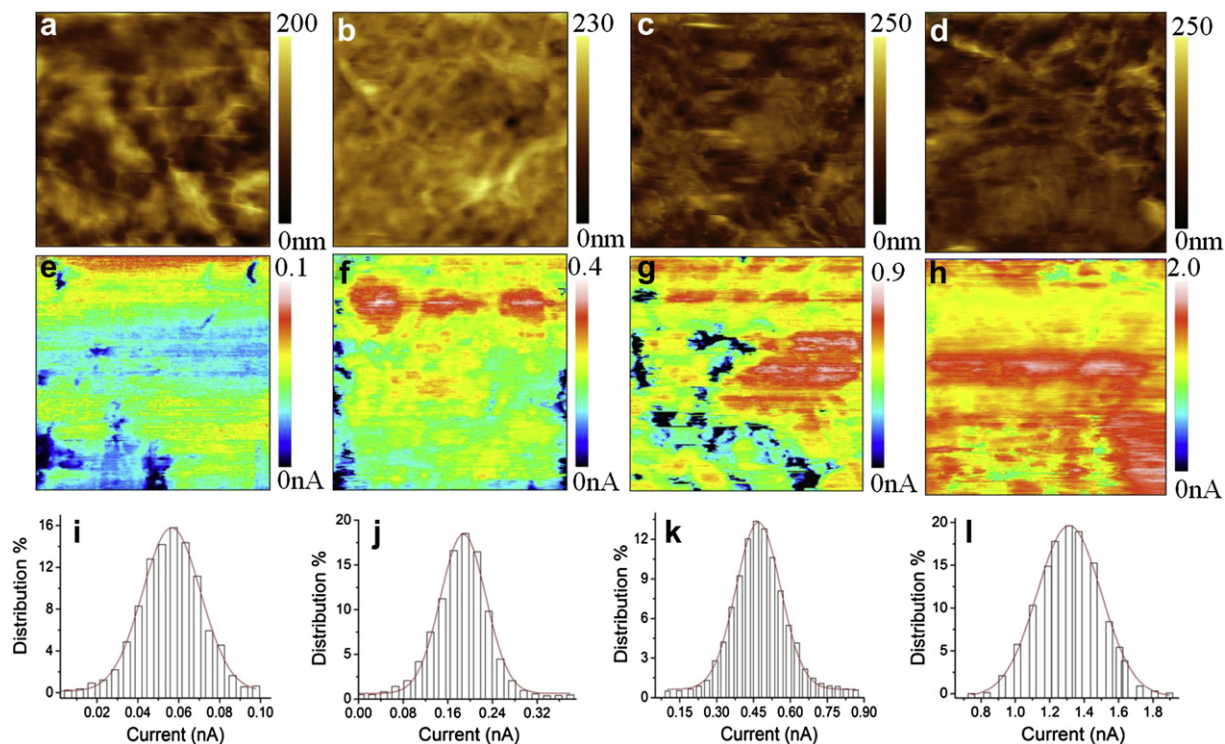 a 200 0nm
b 230 0nm
c 250 0nm
d 250 0nm
e 0.1 0nA
f 0.4 0nA
g 0.9 0nA
h 2.0 0nA
i
Distribution %
16
12
8
4
0
0.02 0.04 0.06 0.08 0.10
Current (nA)
j
Distribution %
20
15
10
5
0
0.00 0.08 0.16 0.24 0.32
Current (nA)
k
Distribution %
12
9
6
3
0
0.15 0.30 0.45 0.60 0.75 0.90
Current (nA)
l
Distribution %
20
15
10
5
0
0.8 1.0 1.2 1.4 1.6 1.8
Current (nA)